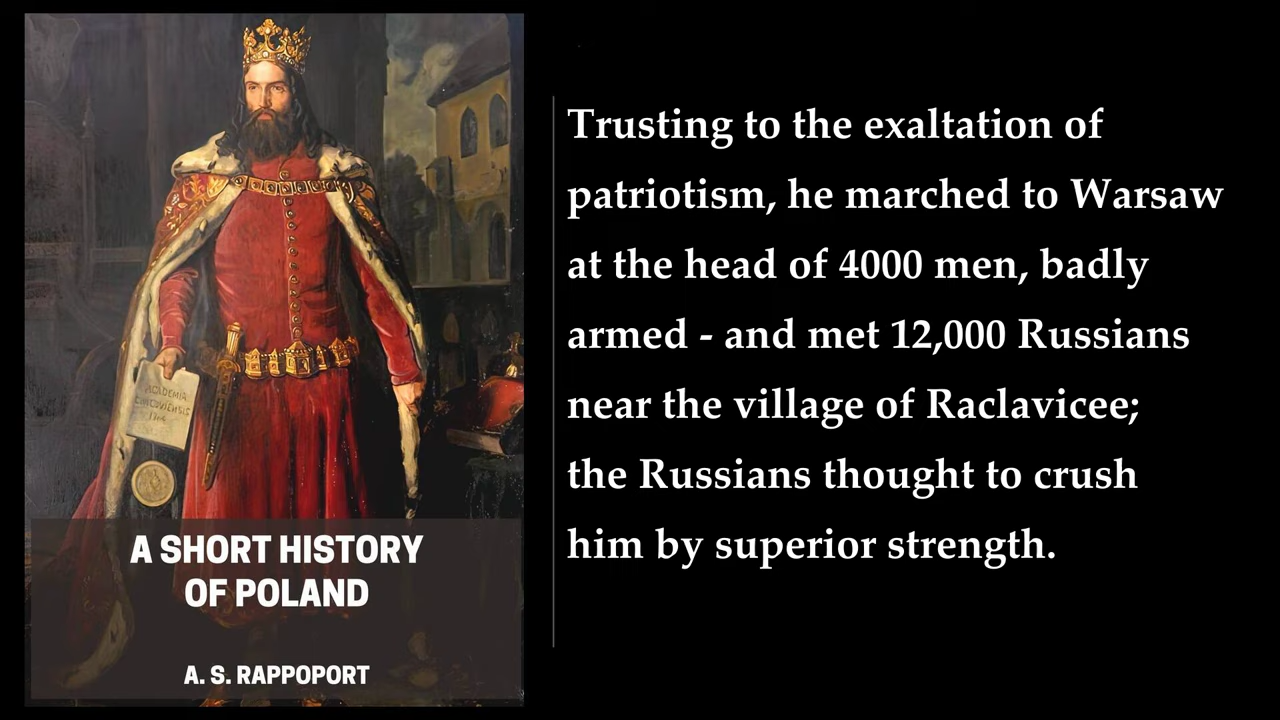 ACADEMIA
A SHORT HISTORY
OF POLAND
A. S. RAPPOPORT
Trusting to the exaltation of
patriotism, he marched to Warsaw
at the head of 4000 men, badly
armed - and met 12,000 Russians
near the village of Raclavicee;
the Russians thought to crush
him by superior strength.